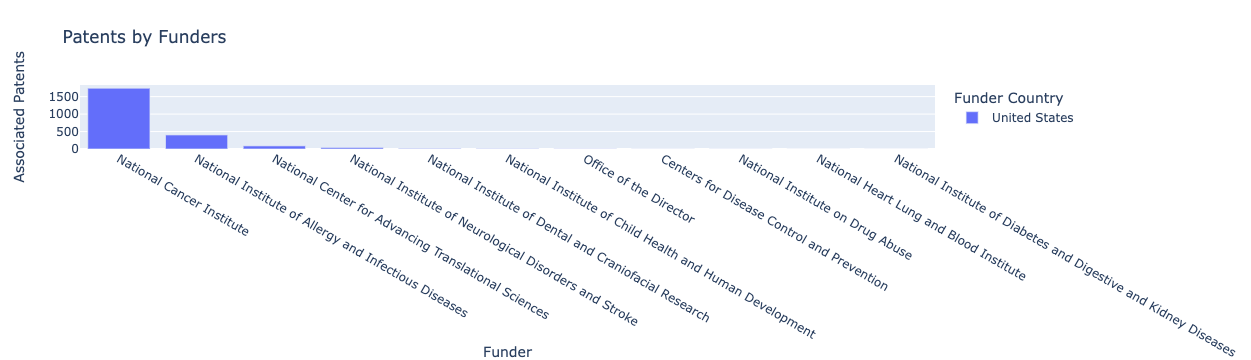 Patents by Funders
Associated Patents
1500
1000
500
0
National Cancer Institute
National Institute of Allergy and Infectious Diseases
National Center for Advancing Translational Sciences
National Institute of Neurological Disorders and Stroke
National Institute of Dental and Craniofacial Research
National Institute of Child Health and Human Development
Office of the Director
Centers for Disease Control and Prevention
National Institute on Drug Abuse
National Heart Lung and Blood Institute
National Institute of Diabetes and Digestive and Kidney Diseases
Funder
Funder Country
United States